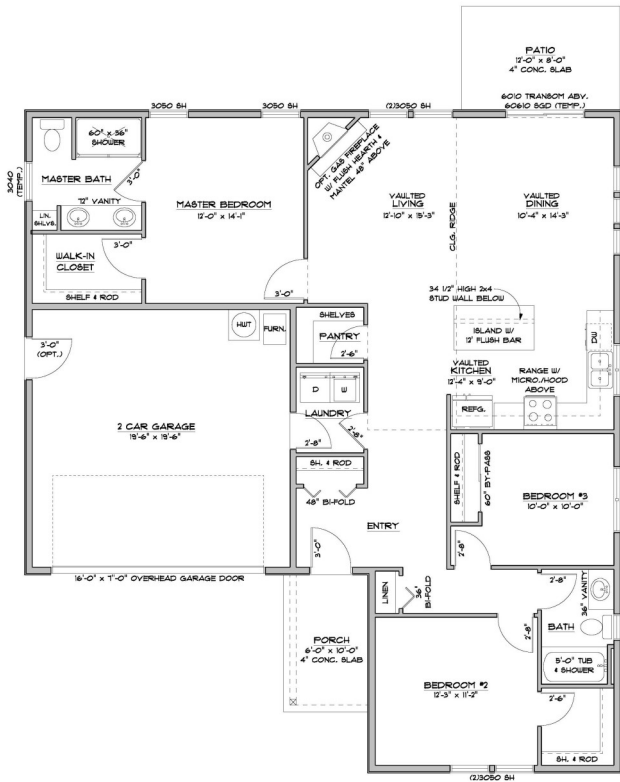 PATIO
12'-0" x 8'-0"
4" CONC. SLAB
6010 TRANSOM ABV.
60610 SGD (TEMP.)
3050 SH
3050 SH
(2)3050 SH
3040
(TEMP.)
60" x 36"
SHOWER
MASTER BATH
3'-0"
72" VANITY
LIN.
SHLVS.
MASTER BEDROOM
12'-0" x 14'-1"
OPT. GAS FIREPLACE
W/ FLUSH HEARTH &
MANTEL 48" ABOVE
VAULTED
LIVING
12'-10" x 15'-3"
CLG. RIDGE
VAULTED
DINING
10'-4" x 14'-3"
WALK-IN
CLOSET
3'-0"
SHELF & ROD
3'-0"
34 1/2" HIGH 2x4
STUD WALL BELOW
ISLAND W/
12" FLUSH BAR
DW
VAULTED
KITCHEN
12'-4" x 9'-0"
RANGE W/
MICRO./HOOD
ABOVE
REFG.
SHELVES
PANTRY
2'-6"
HWT
FURN.
3'-0"
(OPT.)
D
W
LAUNDRY
2'-8"
2'-8"
2 CAR GARAGE
19'-6" x 19'-6"
SH. & ROD
48" BI-FOLD
SHELF & ROD
60" BY-PASS
BEDROOM #3
10'-0" x 10'-0"
ENTRY
3'-0"
2'-8"
16'-0" x 7'-0" OVERHEAD GARAGE DOOR
LINEN
36"
BI-FOLD
2'-8"
36" VANITY
BATH
2'-8"
PORCH
6'-0" x 10'-0"
4" CONC. SLAB
5'-0" TUB
& SHOWER
BEDROOM #2
12'-3" x 11'-2"
2'-6"
SH. & ROD
(2)3050 SH